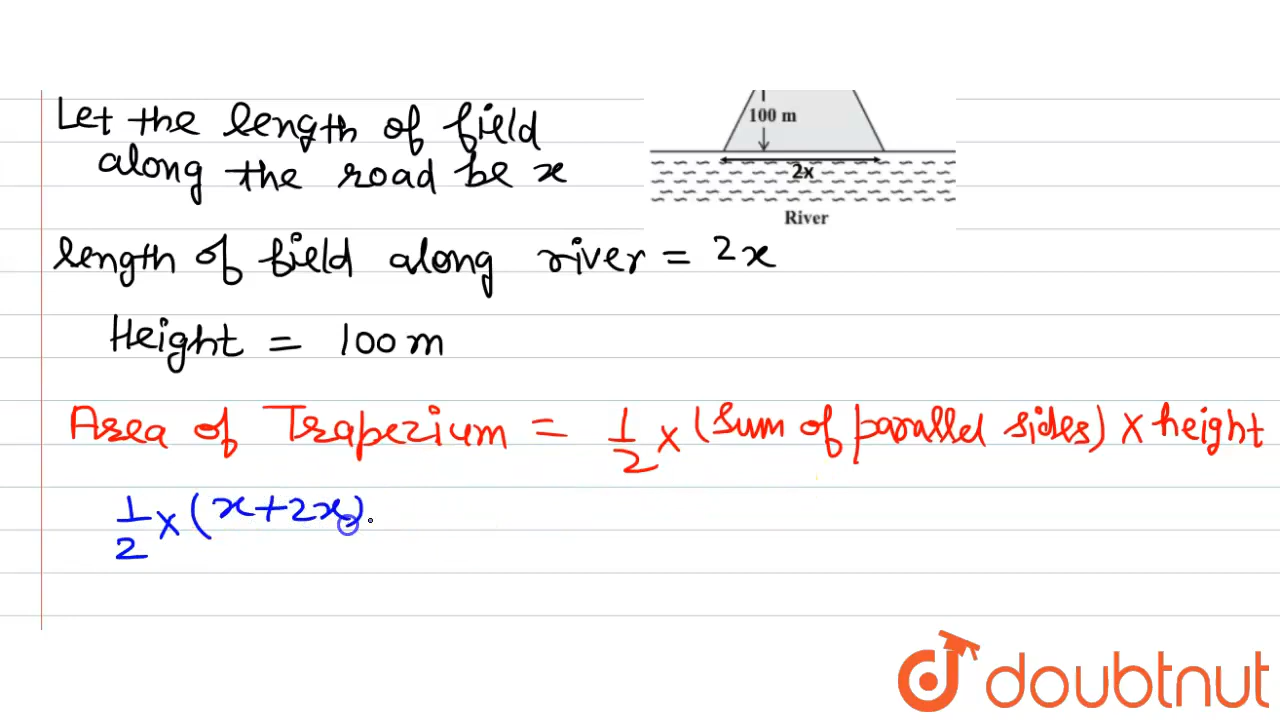 Let the length of field
along the road be x
100 m
2x
River
length of field along river = 2x
Height = 100 m
Area of Trapezium = 1/2 × (Sum of parallel sides) × height
1/2 × (x+2x)
doubtnut